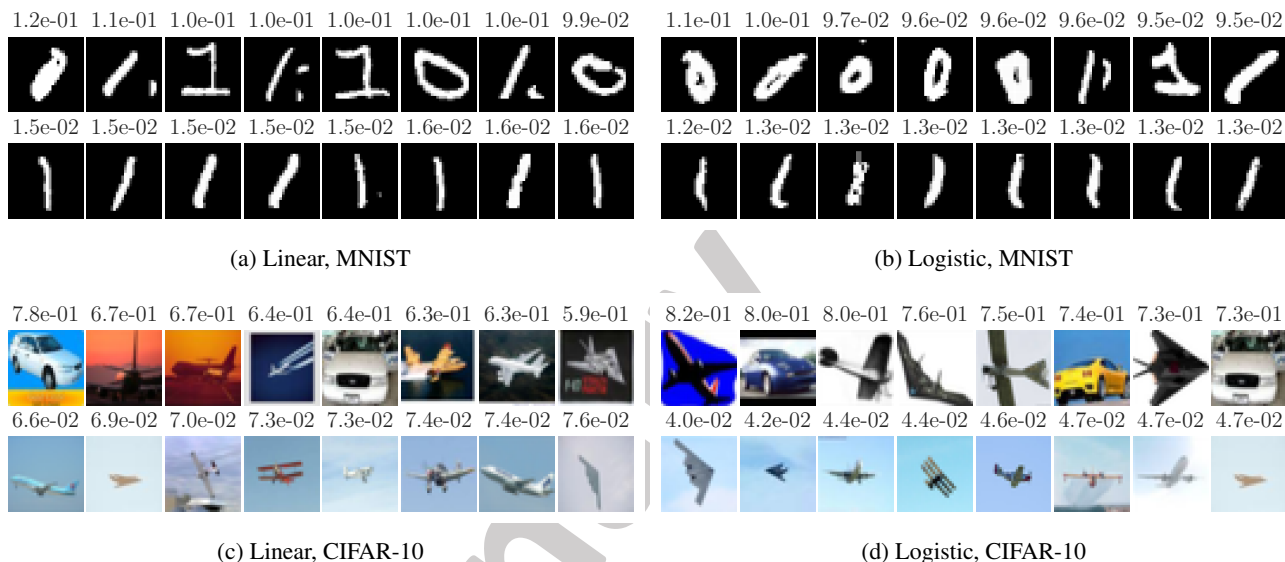 1.2e-01 1.1e-01 1.0e-01 1.0e-01 1.0e-01 1.0e-01 1.0e-01 9.9e-02
1.5e-02 1.5e-02 1.5e-02 1.5e-02 1.5e-02 1.6e-02 1.6e-02 1.6e-02
(a) Linear, MNIST
1.1e-01 1.0e-01 9.7e-02 9.6e-02 9.6e-02 9.6e-02 9.5e-02 9.5e-02
1.2e-02 1.3e-02 1.3e-02 1.3e-02 1.3e-02 1.3e-02 1.3e-02 1.3e-02
(b) Logistic, MNIST
7.8e-01 6.7e-01 6.7e-01 6.4e-01 6.4e-01 6.3e-01 6.3e-01 5.9e-01
6.6e-02 6.9e-02 7.0e-02 7.3e-02 7.3e-02 7.4e-02 7.4e-02 7.6e-02
(c) Linear, CIFAR-10
8.2e-01 8.0e-01 8.0e-01 7.6e-01 7.5e-01 7.4e-01 7.3e-01 7.3e-01
4.0e-02 4.2e-02 4.4e-02 4.4e-02 4.6e-02 4.7e-02 4.7e-02 4.7e-02
(d) Logistic, CIFAR-10